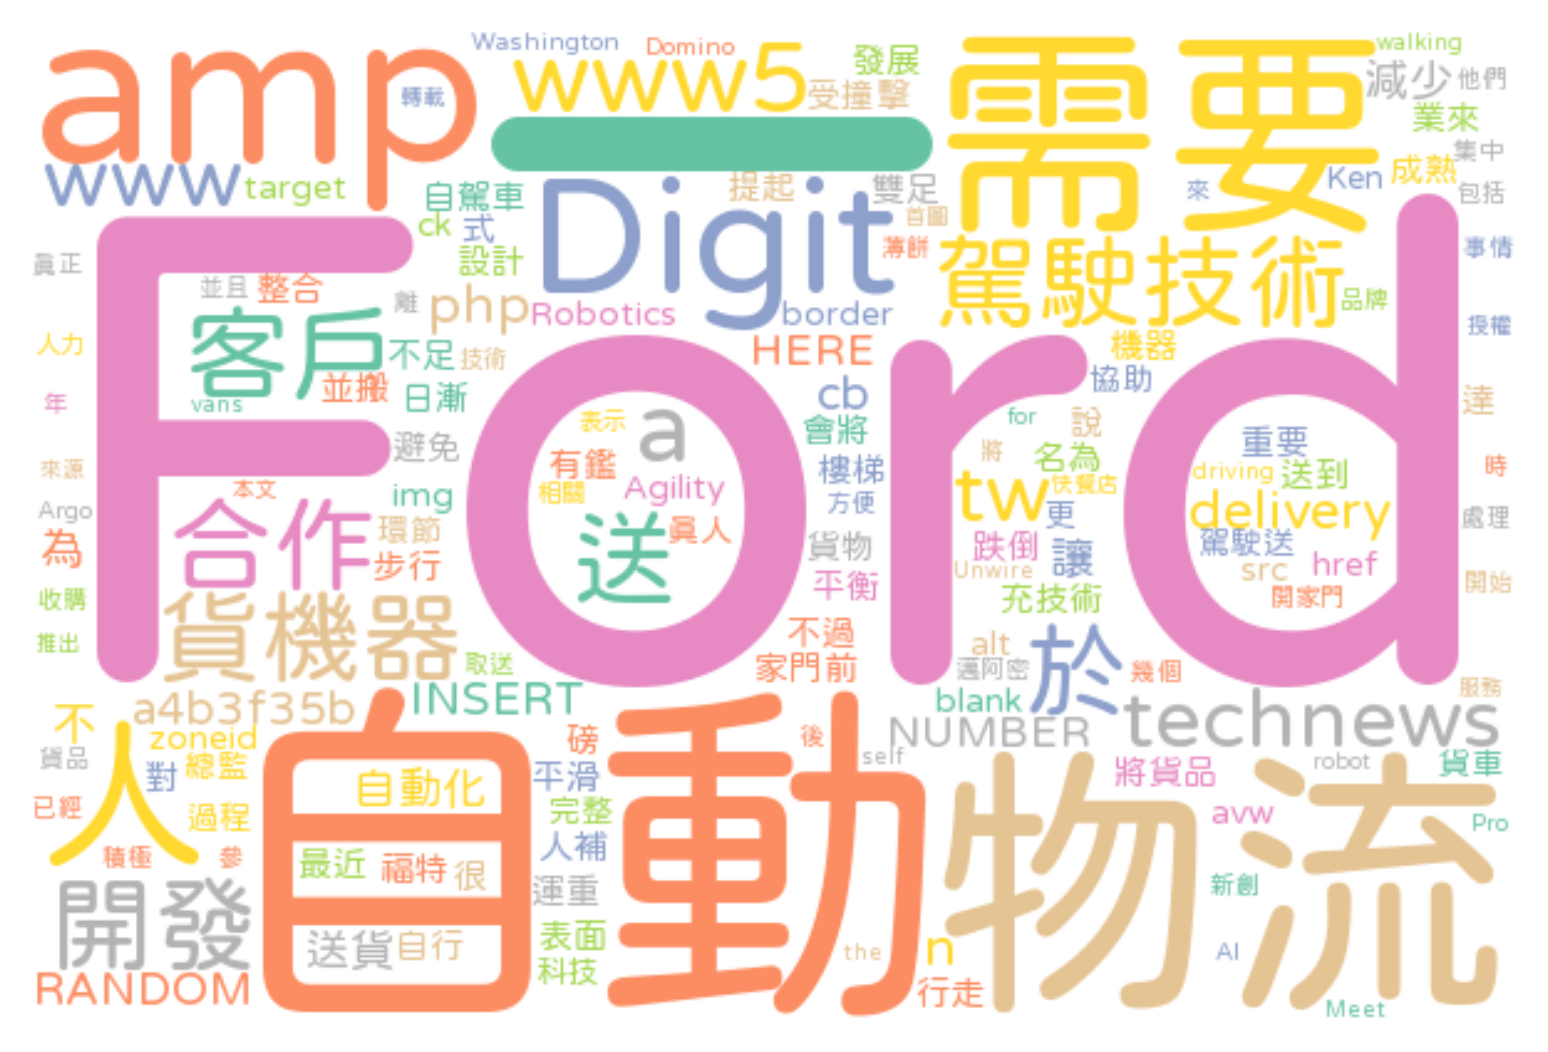 Washington
Domino
walking
amp
轉載
www5
受撞擊
發展
需要
減少
他們
業來
一
集中
www
target
自駕車
提起
雙足
Ken
成熟
來
包括
ck
式
Digit
首圖
設計
薄餅
駕駛技術
事情
真正
並且
整合
離
php
Robotics
border
品牌
授權
人力
客戶
不足
技術
HERE
機器
Ford
並搬
日漸
vans
cb
協助
年
表示
a
會將
for
說
達
避免
有鑑
樓梯
將
名為
重要
來源
本文
img
相關
Agility
方便
tw
快餐店
driving
送到
時
Argo
合作
環節
送
真人
更
delivery
處理
為
步行
貨物
跌倒
讓
駕駛送
收購
平衡
Unwire
src
href
開始
貨機器
充技術
開家門
推出
取送
不過
家門前
alt
於
邁阿密
幾個
服務
a4b3f35b
INSERT
blank
不
人
zoneid
自動
磅
後
NUMBER
technews
貨品
對
總監
自動化
平滑
self
物流
將貨品
robot
貨車
已經
過程
完整
avw
Pro
積極
參
最近
福特
很
人補
新創
開發
運重
送貨
自行
表面
the
n
AI
RANDOM
科技
行走
Meet